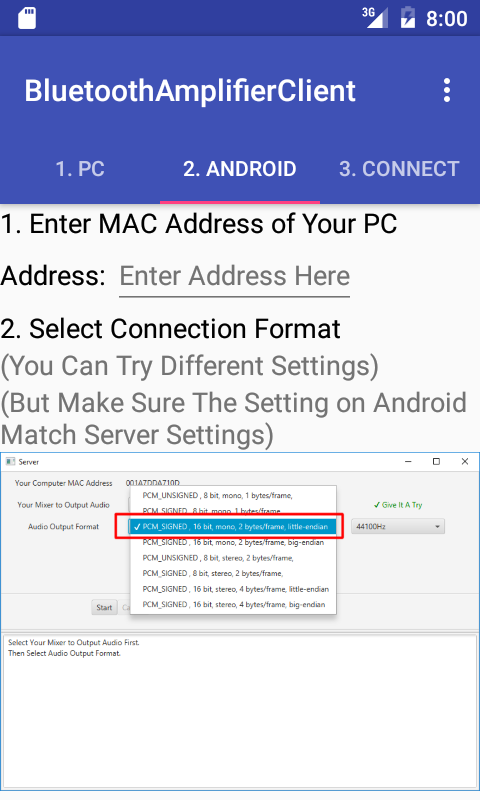 3G 8:00
BluetoothAmplifierClient
1. PC 2. ANDROID 3. CONNECT
1. Enter MAC Address of Your PC
Address: Enter Address Here
2. Select Connection Format
(You Can Try Different Settings)
(But Make Sure The Setting on Android
Match Server Settings)
Server
Your Computer MAC Address 001A7DDA710D
PCM_UNSIGNED , 8 bit, mono, 1 bytes/frame,
Your Mixer to Output Audio PCM_SIGNED , 8 bit, mono, 1 bytes/frame, ✓ Give It A Try
Audio Output Format ✓ PCM_SIGNED , 16 bit, mono, 2 bytes/frame, little-endian 44100Hz
PCM_SIGNED , 16 bit, mono, 2 bytes/frame, big-endian
PCM_UNSIGNED , 8 bit, stereo, 2 bytes/frame,
PCM_SIGNED , 8 bit, stereo, 2 bytes/frame,
PCM_SIGNED , 16 bit, stereo, 4 bytes/frame, little-endian
PCM_SIGNED , 16 bit, stereo, 4 bytes/frame, big-endian
Start
Select Your Mixer to Output Audio First.
Then Select Audio Output Format.